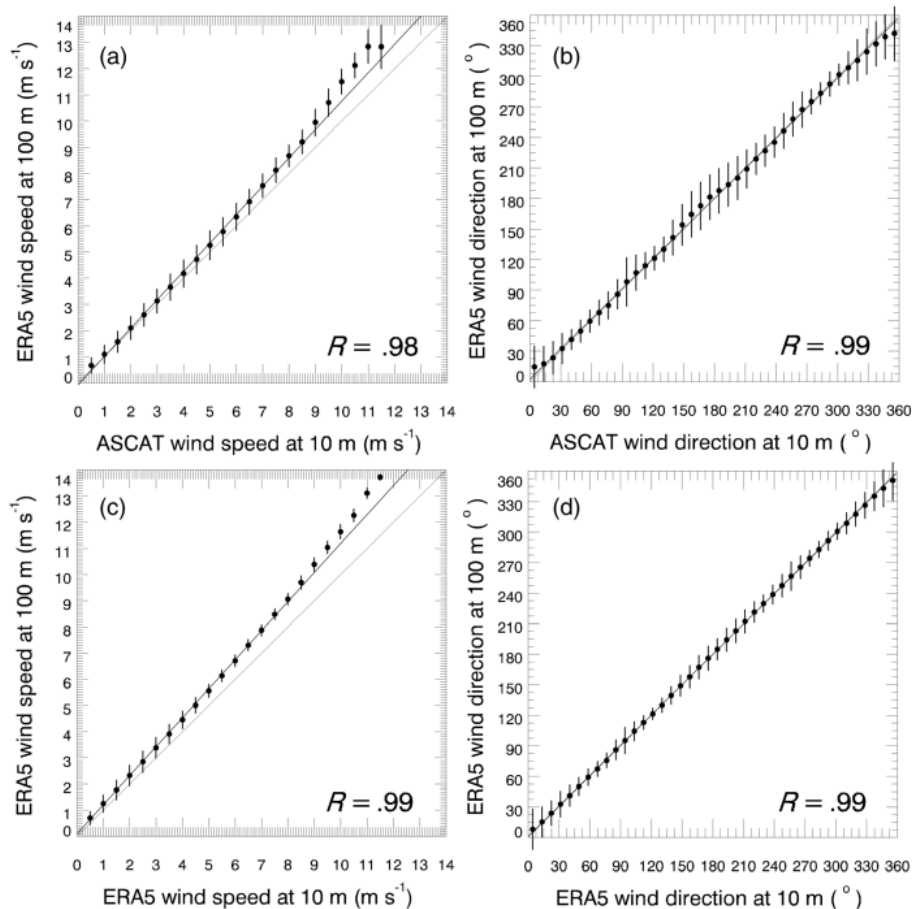 (a)
ERA5 wind speed at 100 m (m s⁻¹)
14
13
12
11
10
9
8
7
6
5
4
3
2
1
0
R = .98
0 1 2 3 4 5 6 7 8 9 10 11 12 13 14
ASCAT wind speed at 10 m (m s⁻¹)
(b)
ERA5 wind direction at 100 m (°)
360
330
300
270
240
210
180
150
120
90
60
30
0
R = .99
0 30 60 90 120 150 180 210 240 270 300 330 360
ASCAT wind direction at 10 m (°)
(c)
ERA5 wind speed at 100 m (m s⁻¹)
14
13
12
11
10
9
8
7
6
5
4
3
2
1
0
R = .99
0 1 2 3 4 5 6 7 8 9 10 11 12 13 14
ERA5 wind speed at 10 m (m s⁻¹)
(d)
ERA5 wind direction at 100 m (°)
360
330
300
270
240
210
180
150
120
90
60
30
0
R = .99
0 30 60 90 120 150 180 210 240 270 300 330 360
ERA5 wind direction at 10 m (°)